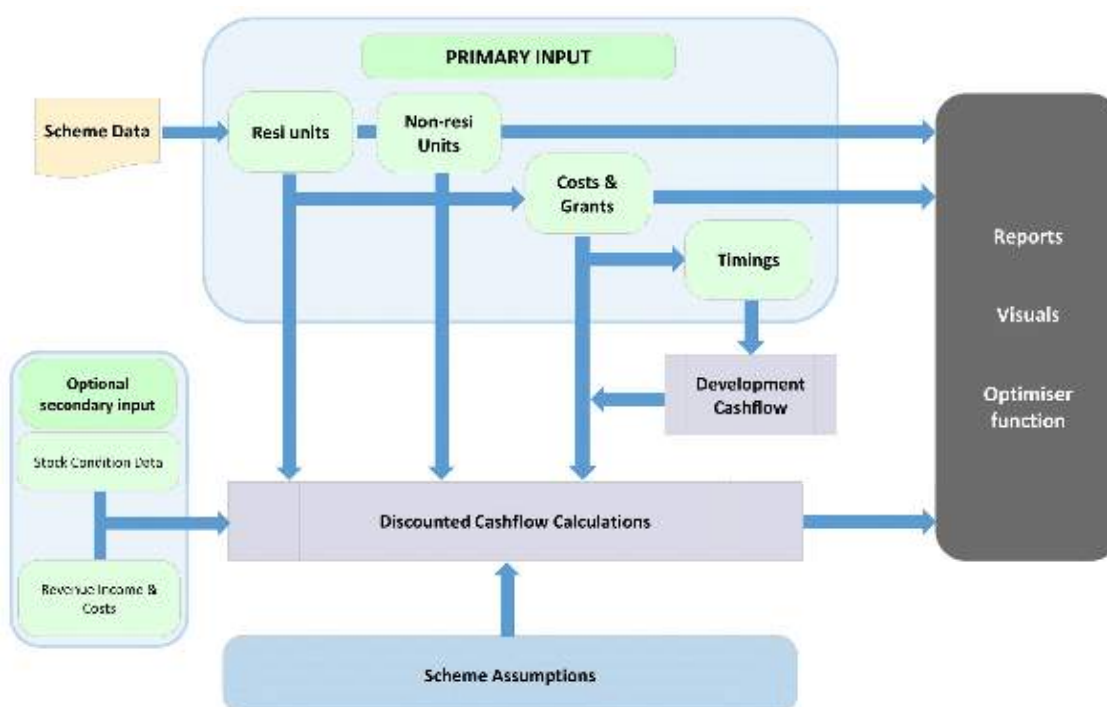 PRIMARY INPUT
Scheme Data
Resi units
Non-resi
Units
Costs &
Grants
Timings
Reports
Visuals
Optimiser
function
Development
Cashflow
Optional
secondary input
Stock Condition Data
Revenue Income &
Costs
Discounted Cashflow Calculations
Scheme Assumptions